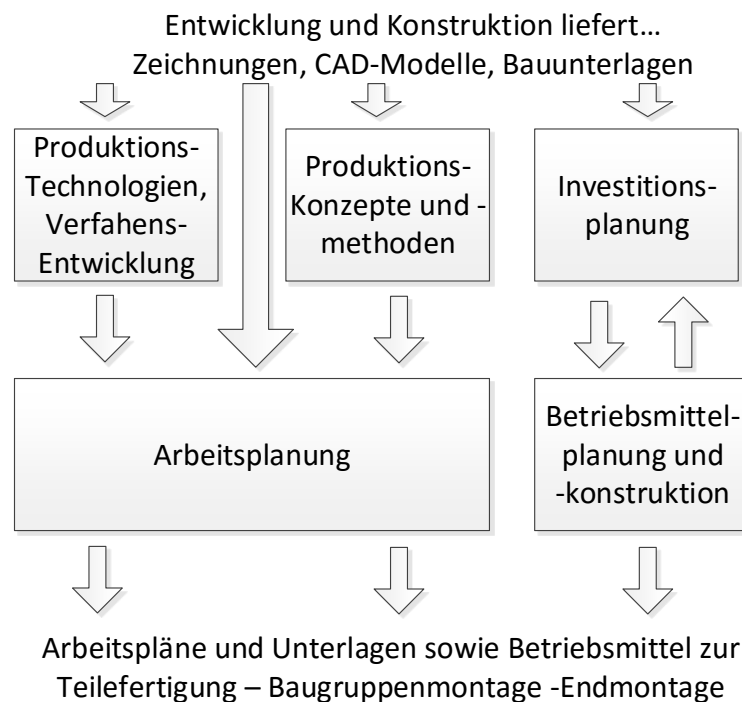 Entwicklung und Konstruktion liefert…
Zeichnungen, CAD-Modelle, Bauunterlagen
Produktions-
Technologien,
Verfahens-
Entwicklung
Produktions-
Konzepte und -
methoden
Investitions-
planung
Arbeitsplanung
Betriebsmittel-
planung und
-konstruktion
Arbeitspläne und Unterlagen sowie Betriebsmittel zur
Teilefertigung – Baugruppenmontage -Endmontage